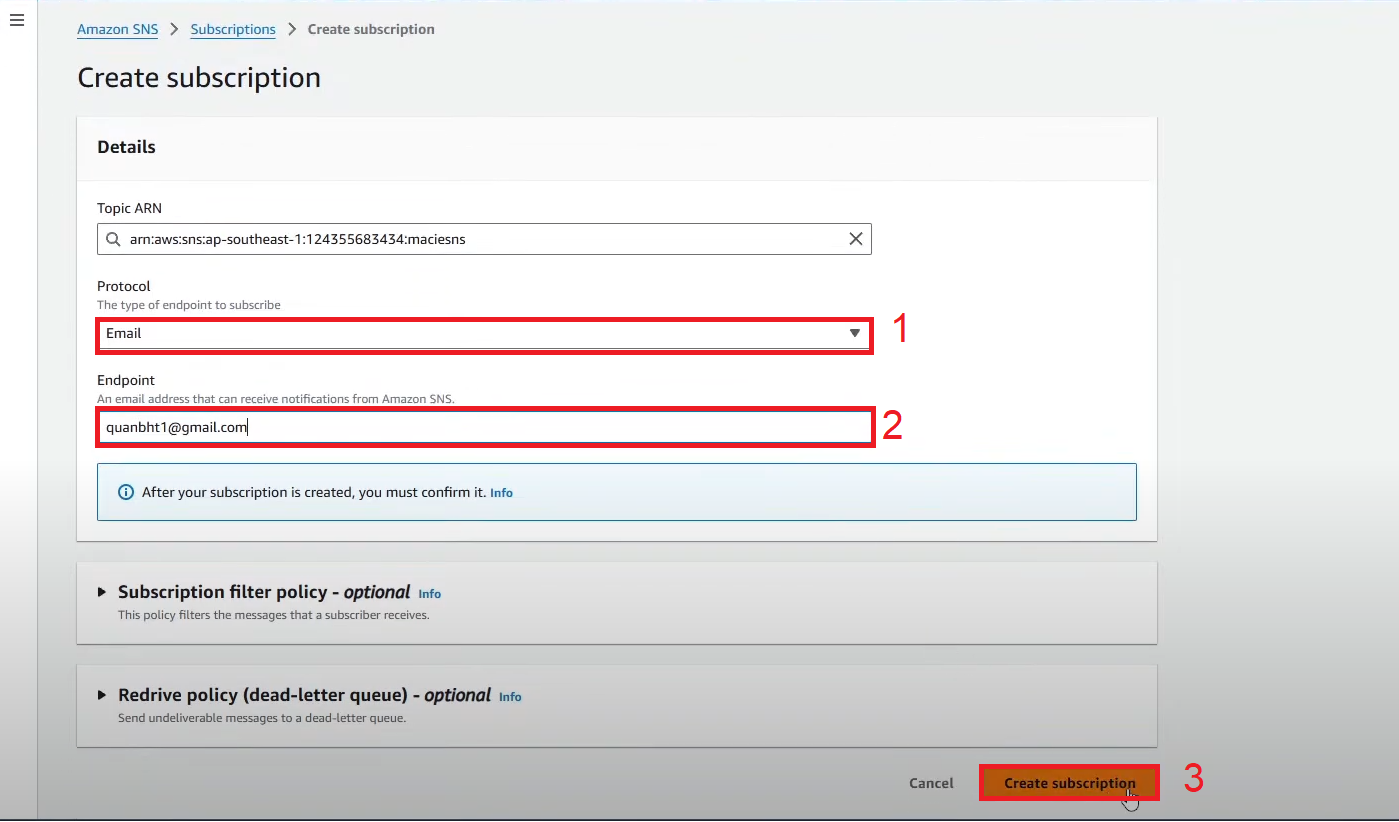 Amazon SNS > Subscriptions > Create subscription
Create subscription
Details
Topic ARN
arn:aws:sns:ap-southeast-1:124355683434:maciesns
Protocol
The type of endpoint to subscribe
Email
1
Endpoint
An email address that can receive notifications from Amazon SNS.
quanbht1@gmail.com
2
After your subscription is created, you must confirm it. Info
Subscription filter policy - optional Info
This policy filters the messages that a subscriber receives.
Redrive policy (dead-letter queue) - optional Info
Send undeliverable messages to a dead-letter queue.
Cancel Create subscription 3